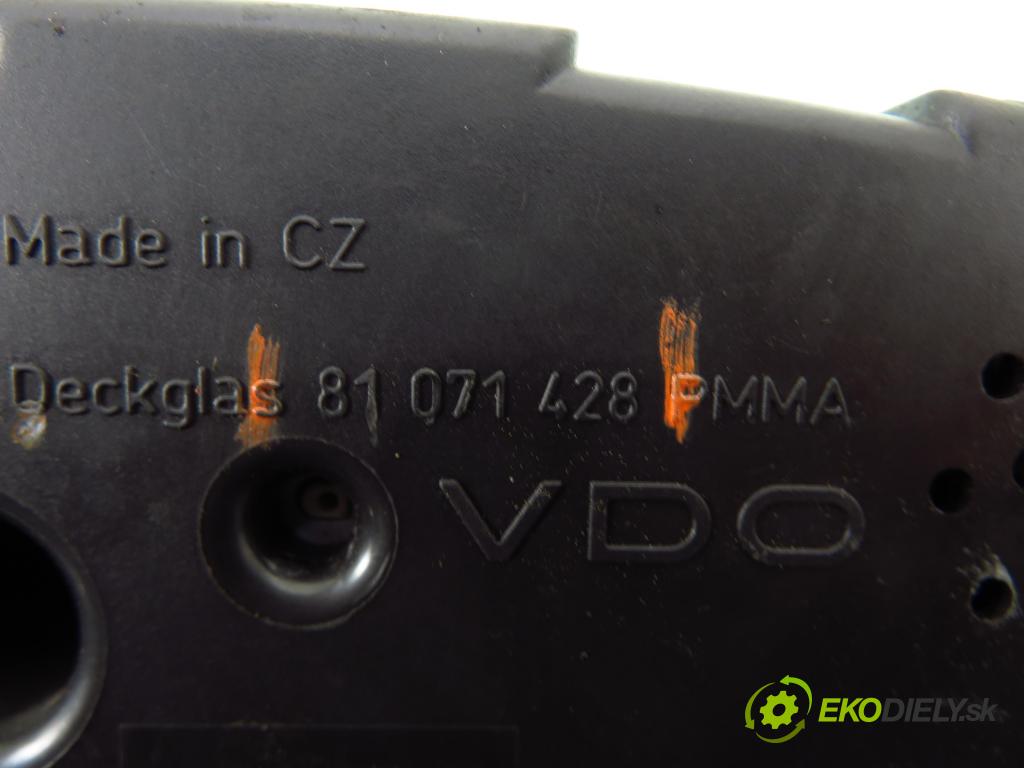 Made in CZ
Deckglas 81 071 428 PMMA
VDO
EKODIELY.sk